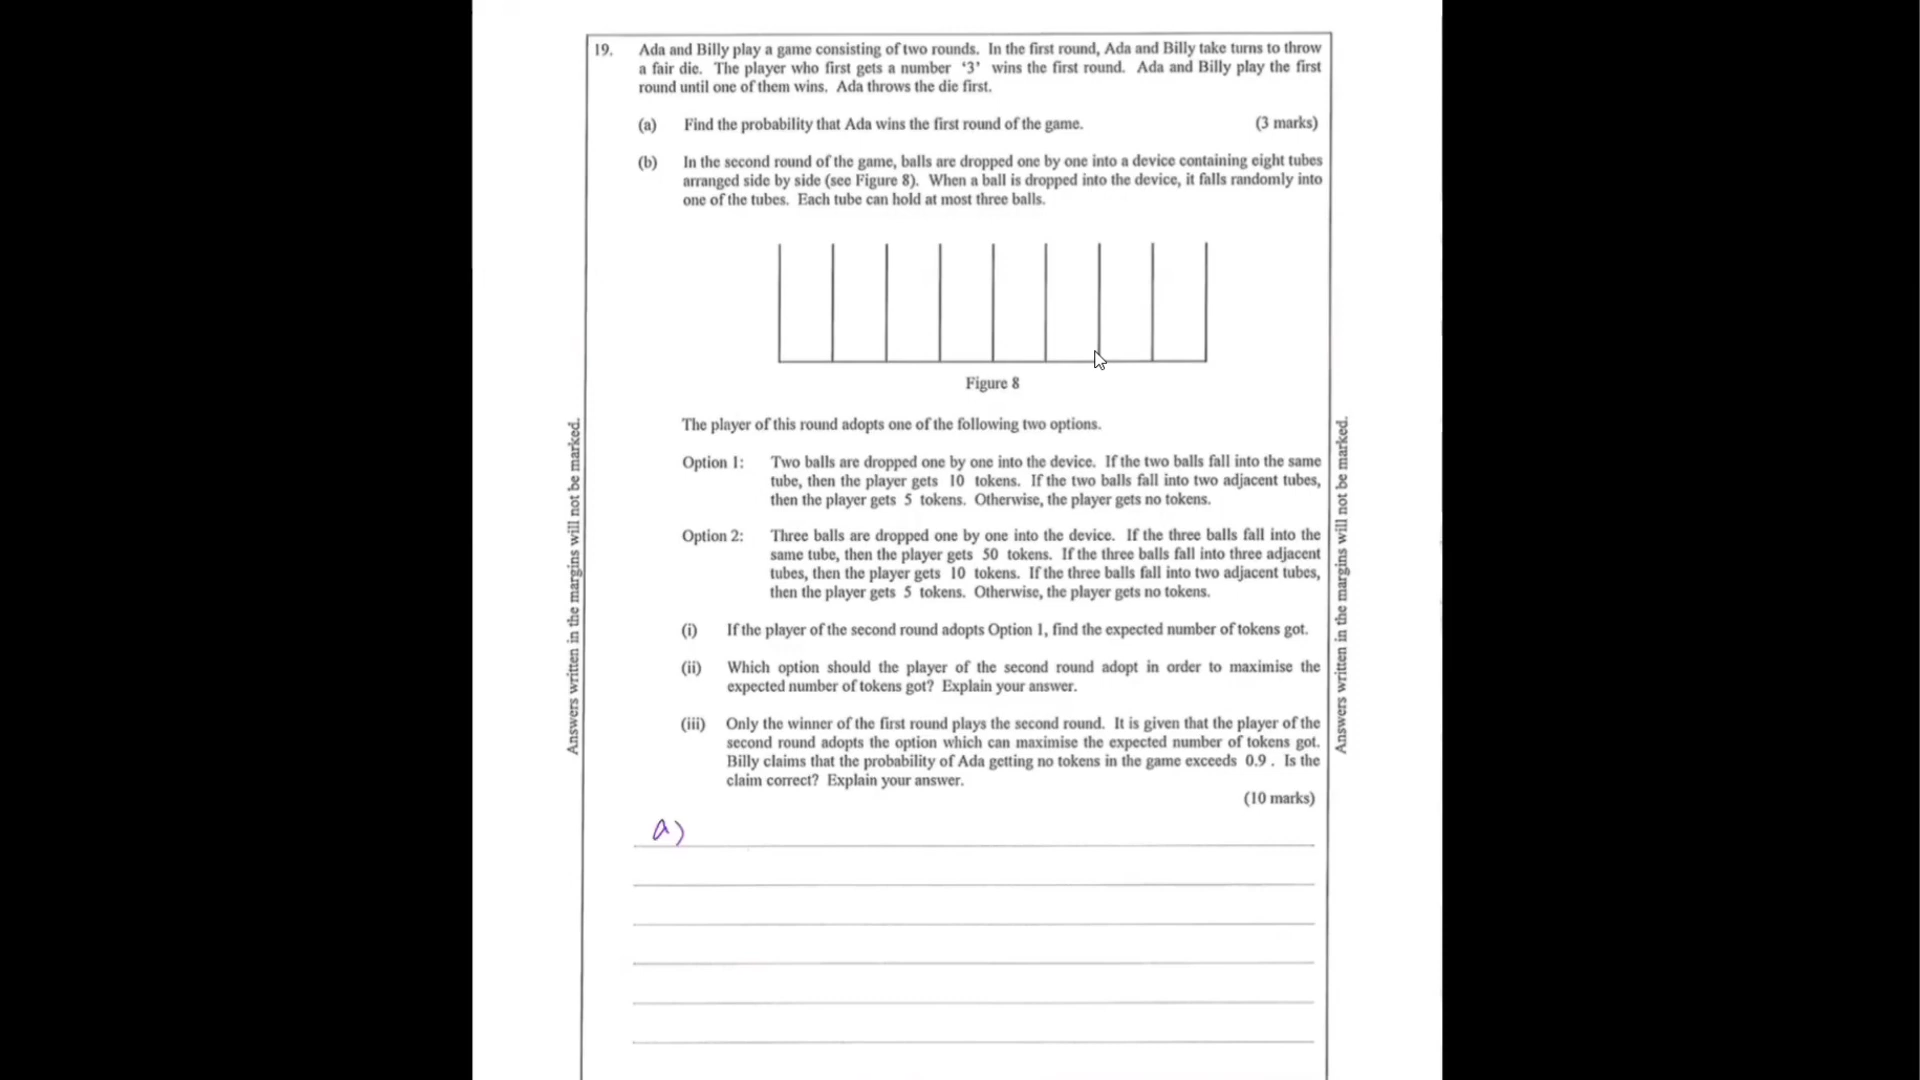 19. Ada and Billy play a game consisting of two rounds. In the first round, Ada and Billy take turns to throw
a fair die. The player who first gets a number ‘3’ wins the first round. Ada and Billy play the first
round until one of them wins. Ada throws the die first.
(a) Find the probability that Ada wins the first round of the game. (3 marks)
(b) In the second round of the game, balls are dropped one by one into a device containing eight tubes
arranged side by side (see Figure 8). When a ball is dropped into the device, it falls randomly into
one of the tubes. Each tube can hold at most three balls.
Figure 8
The player of this round adopts one of the following two options.
Option 1: Two balls are dropped one by one into the device. If the two balls fall into the same
tube, then the player gets 10 tokens. If the two balls fall into two adjacent tubes,
then the player gets 5 tokens. Otherwise, the player gets no tokens.
Option 2: Three balls are dropped one by one into the device. If the three balls fall into the
same tube, then the player gets 50 tokens. If the three balls fall into three adjacent
tubes, then the player gets 10 tokens. If the three balls fall into two adjacent tubes,
then the player gets 5 tokens. Otherwise, the player gets no tokens.
(i) If the player of the second round adopts Option 1, find the expected number of tokens got.
(ii) Which option should the player of the second round adopt in order to maximise the
expected number of tokens got? Explain your answer.
(iii) Only the winner of the first round plays the second round. It is given that the player of the
second round adopts the option which can maximise the expected number of tokens got.
Billy claims that the probability of Ada getting no tokens in the game exceeds 0.9 . Is the
claim correct? Explain your answer.
(10 marks)
a)
Answers written in the margins will not be marked.
Answers written in the margins will not be marked.